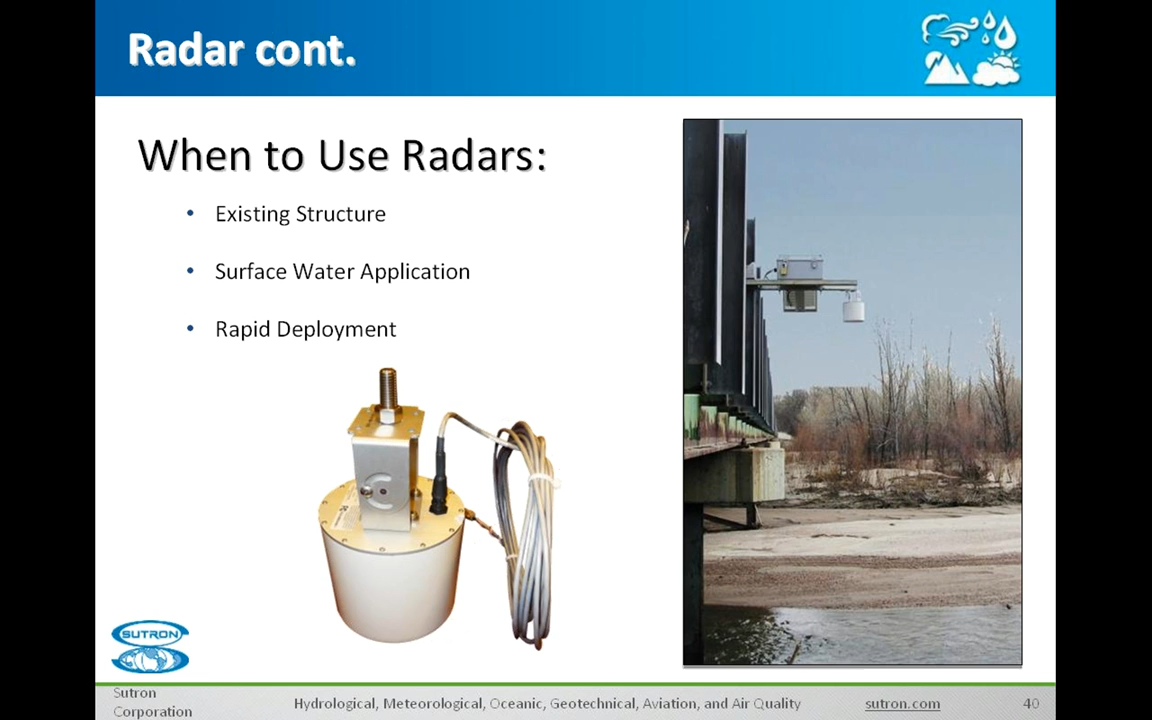 Radar cont.
When to Use Radars:
• Existing Structure
• Surface Water Application
• Rapid Deployment
SUTRON
Sutron
Corporation
Hydrological, Meteorological, Oceanic, Geotechnical, Aviation, and Air Quality
sutron.com
40